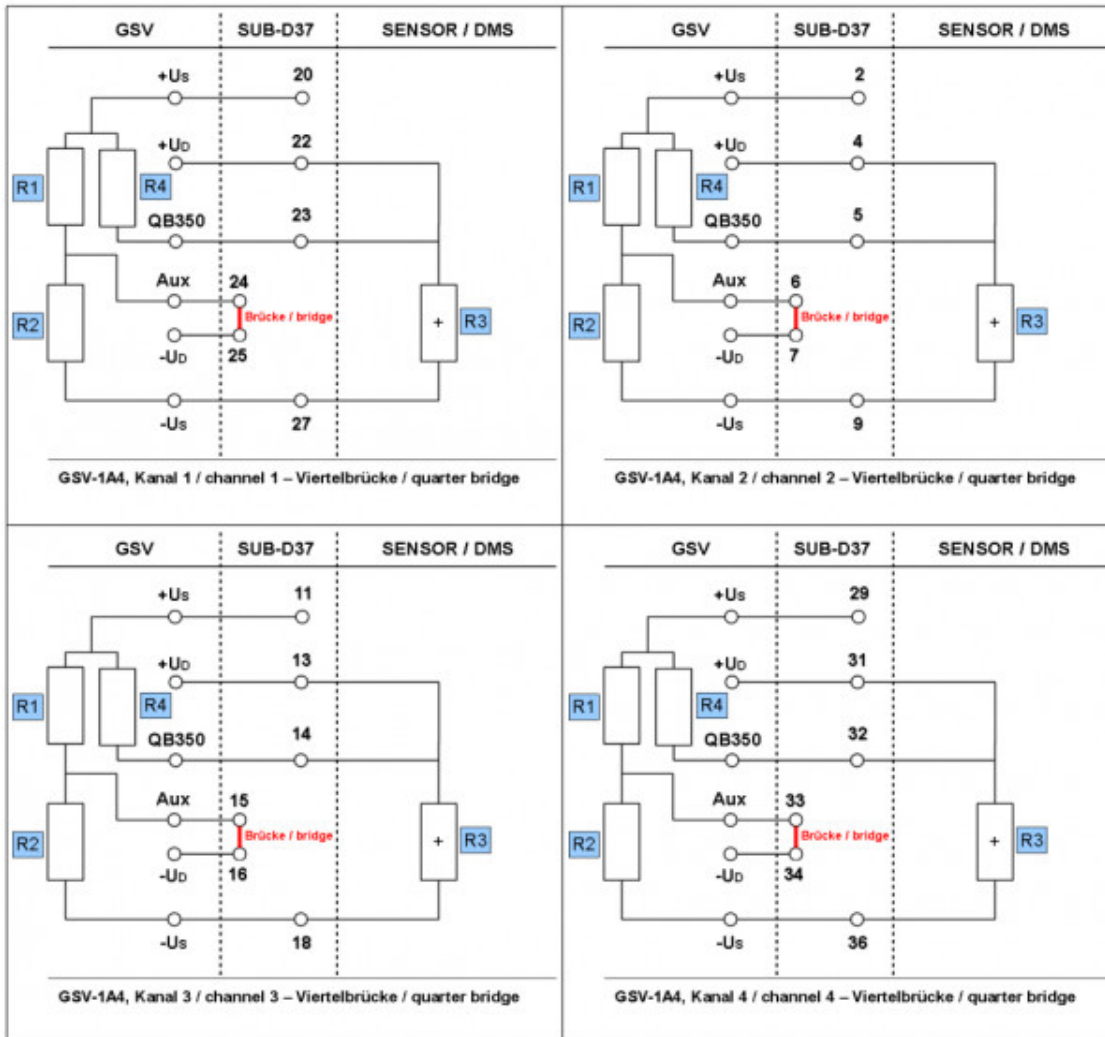 GSV SUB-D37 SENSOR / DMS
+Us 20
+UD 22
R1 R4
QB350 23
Aux 24
R2 Brücke / bridge R3
+
-UD 25
-Us 27
GSV-1A4, Kanal 1 / channel 1 – Viertelbrücke / quarter bridge
GSV SUB-D37 SENSOR / DMS
+Us 2
+UD 4
R1 R4
QB350 5
Aux 6
R2 Brücke / bridge R3
+
-UD 7
-Us 9
GSV-1A4, Kanal 2 / channel 2 – Viertelbrücke / quarter bridge
GSV SUB-D37 SENSOR / DMS
+Us 11
+UD 13
R1 R4
QB350 14
Aux 15
R2 Brücke / bridge R3
+
-UD 16
-Us 18
GSV-1A4, Kanal 3 / channel 3 – Viertelbrücke / quarter bridge
GSV SUB-D37 SENSOR / DMS
+Us 29
+UD 31
R1 R4
QB350 32
Aux 33
R2 Brücke / bridge R3
+
-UD 34
-Us 36
GSV-1A4, Kanal 4 / channel 4 – Viertelbrücke / quarter bridge